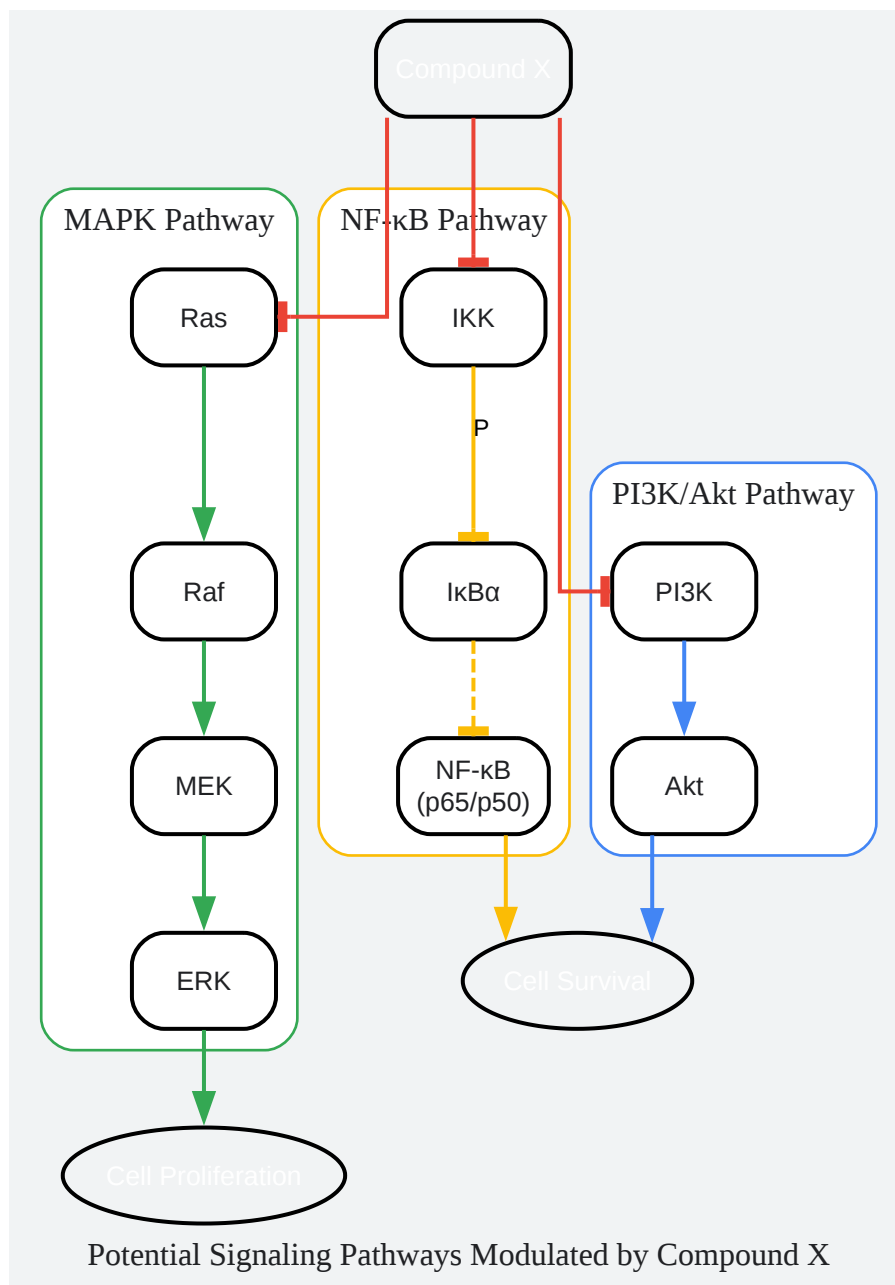 Compound X
MAPK Pathway
NF-κB Pathway
Ras
IKK
P
PI3K/Akt Pathway
Raf
IκBα
PI3K
MEK
NF-κB
(p65/p50)
Akt
ERK
Cell Survival
Cell Proliferation
Potential Signaling Pathways Modulated by Compound X